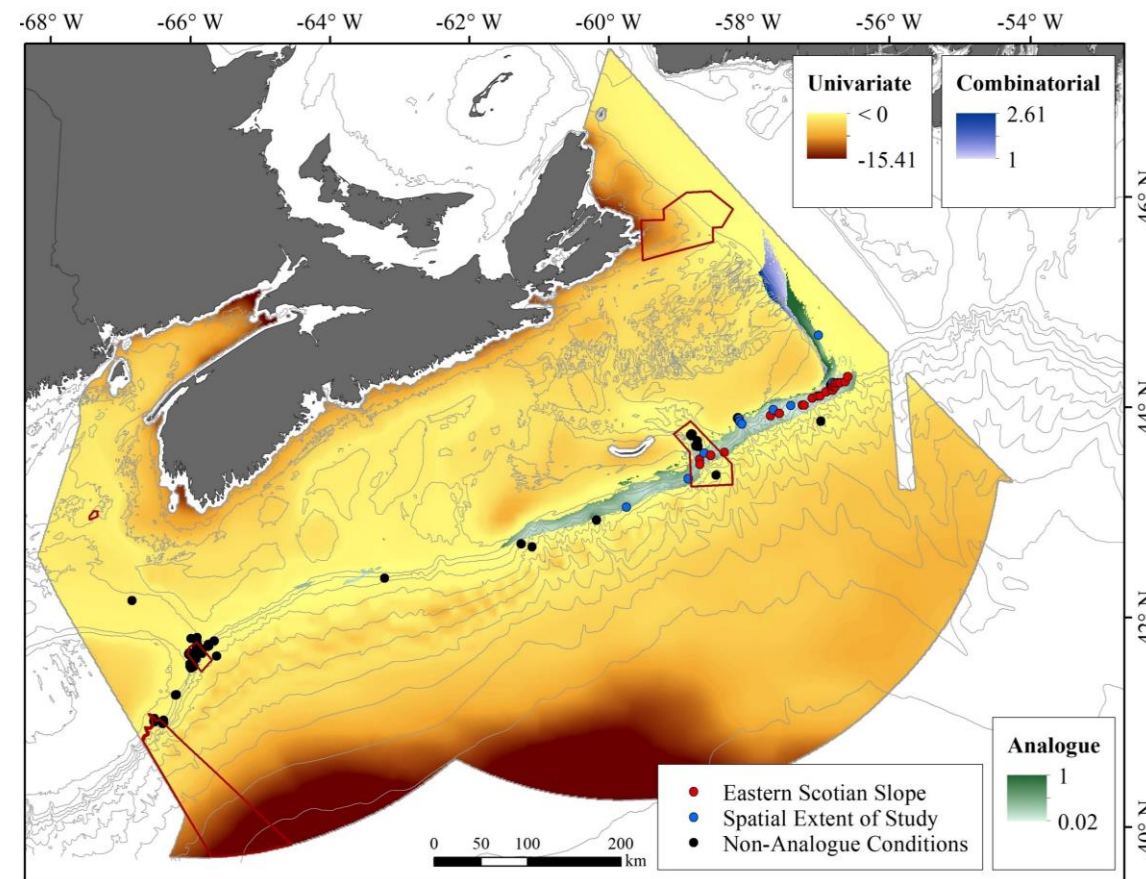 -68° W -66° W -64° W -62° W -60° W -58° W -56° W -54° W
Univariate
< 0
-15.41
Combinatorial
2.61
1
46° N
44° N
42° N
40° N
Analogue
1
0.02
Eastern Scotian Slope
Spatial Extent of Study
Non-Analogue Conditions
0 50 100 200
km